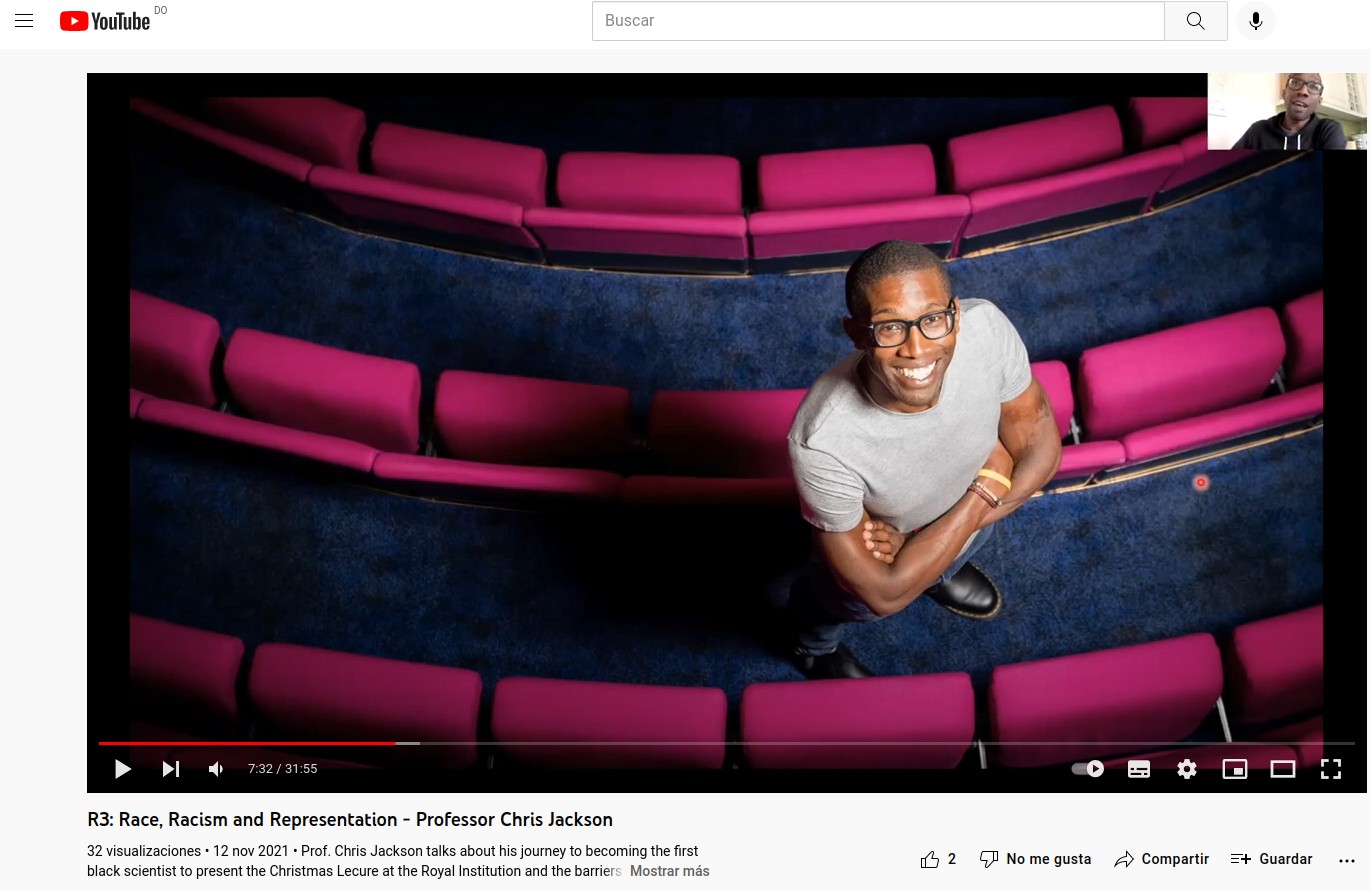 YouTube DO
Buscar
7:32 / 31:55
R3: Race, Racism and Representation - Professor Chris Jackson
32 visualizaciones • 12 nov 2021 • Prof. Chris Jackson talks about his journey to becoming the first
black scientist to present the Christmas Lecure at the Royal Institution and the barriers Mostrar más
2 No me gusta Compartir Guardar